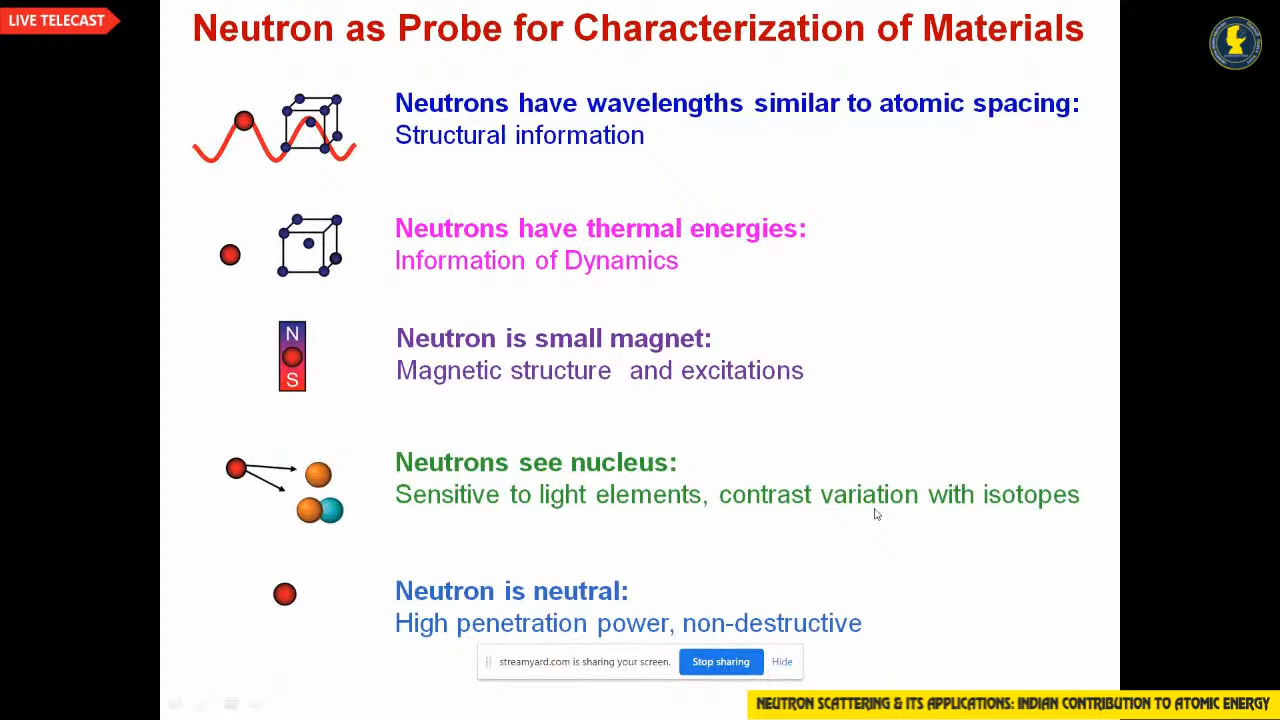 LIVE TELECAST
Neutron as Probe for Characterization of Materials
Neutrons have wavelengths similar to atomic spacing:
Structural information
Neutrons have thermal energies:
Information of Dynamics
N
S
Neutron is small magnet:
Magnetic structure and excitations
Neutrons see nucleus:
Sensitive to light elements, contrast variation with isotopes
Neutron is neutral:
High penetration power, non-destructive
streamyard.com is sharing your screen. Stop sharing Hide
NEUTRON SCATTERING & ITS APPLICATIONS: INDIAN CONTRIBUTION TO ATOMIC ENERGY